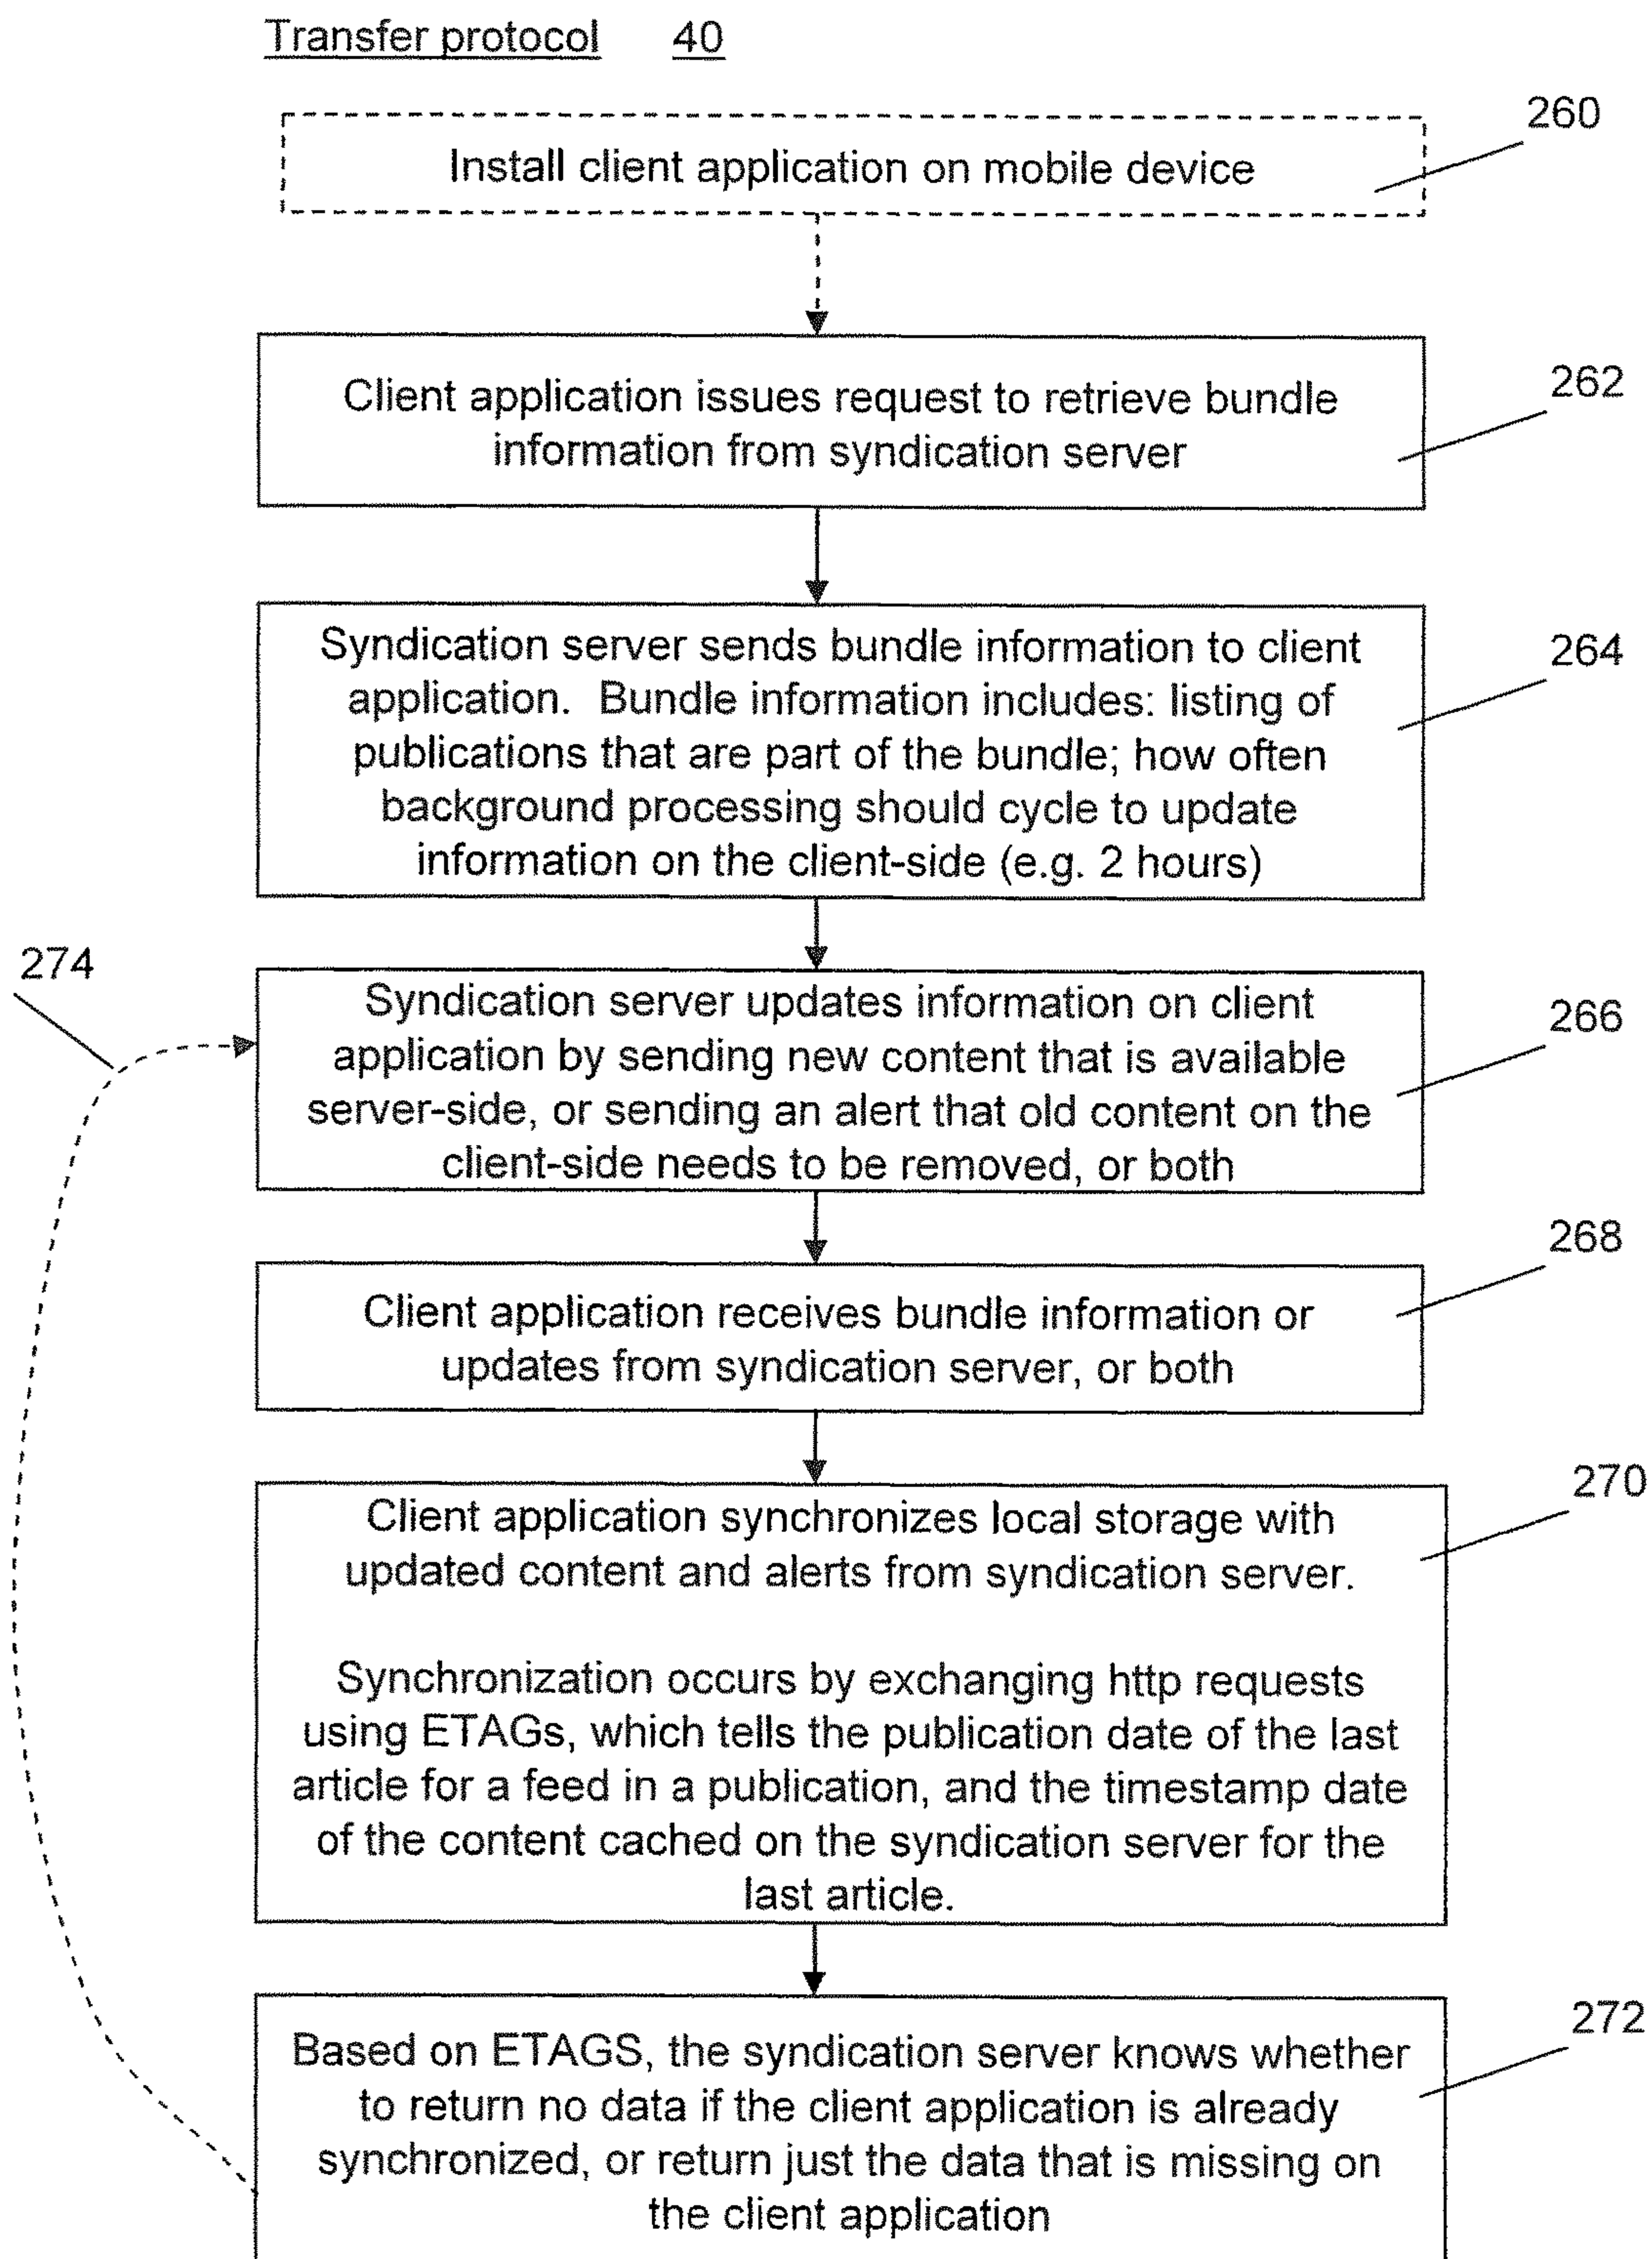 Transfer protocol 40
260
Install client application on mobile device
262
Client application issues request to retrieve bundle
information from syndication server
264
Syndication server sends bundle information to client
application. Bundle information includes: listing of
publications that are part of the bundle; how often
background processing should cycle to update
information on the client-side (e.g. 2 hours)
274
266
Syndication server updates information on client
application by sending new content that is available
server-side, or sending an alert that old content on the
client-side needs to be removed, or both
268
Client application receives bundle information or
updates from syndication server, or both
270
Client application synchronizes local storage with
updated content and alerts from syndication server.
Synchronization occurs by exchanging http requests
using ETAGs, which tells the publication date of the last
article for a feed in a publication, and the timestamp date
of the content cached on the syndication server for the
last article.
272
Based on ETAGS, the syndication server knows whether
to return no data if the client application is already
synchronized, or return just the data that is missing on
the client application